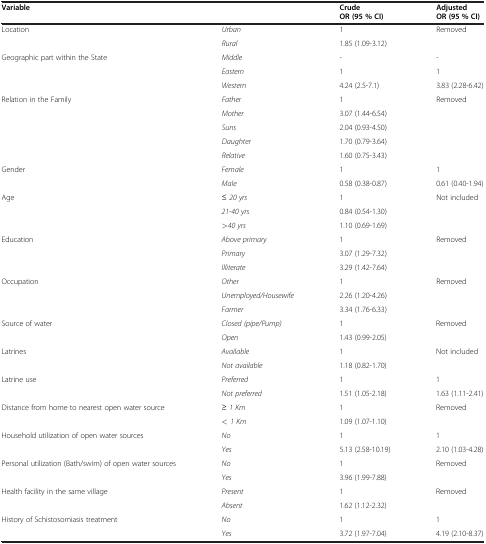 Variable Crude OR (95 % CI) Adjusted OR (95 % CI)
Location Urban 1 Removed
Rural 1.85 (1.09-3.12)
Geographic part within the State Middle - -
Eastern 1 1
Western 4.24 (2.5-7.1) 3.83 (2.28-6.42)
Relation in the Family Father 1 Removed
Mother 3.07 (1.44-6.54)
Suns 2.04 (0.93-4.50)
Daughter 1.70 (0.79-3.64)
Relative 1.60 (0.75-3.43)
Gender Female 1 1
Male 0.58 (0.38-0.87) 0.61 (0.40-1.94)
Age ≤ 20 yrs 1 Not included
21-40 yrs 0.84 (0.54-1.30)
>40 yrs 1.10 (0.69-1.69)
Education Above primary 1 Removed
Primary 3.07 (1.29-7.32)
Illiterate 3.29 (1.42-7.64)
Occupation Other 1 Removed
Unemployed/Housewife 2.26 (1.20-4.26)
Farmer 3.34 (1.76-6.33)
Source of water Closed (pipe/Pump) 1 Removed
Open 1.43 (0.99-2.05)
Latrines Available 1 Not included
Not available 1.18 (0.82-1.70)
Latrine use Preferred 1 1
Not preferred 1.51 (1.05-2.18) 1.63 (1.11-2.41)
Distance from home to nearest open water source ≥ 1 Km 1 Removed
< 1 Km 1.09 (1.07-1.10)
Household utilization of open water sources No 1 1
Yes 5.13 (2.58-10.19) 2.10 (1.03-4.28)
Personal utilization (Bath/swim) of open water sources No 1 Removed
Yes 3.96 (1.99-7.88)
Health facility in the same village Present 1 Removed
Absent 1.62 (1.12-2.32)
History of Schistosomiasis treatment No 1 1
Yes 3.72 (1.97-7.04) 4.19 (2.10-8.37)